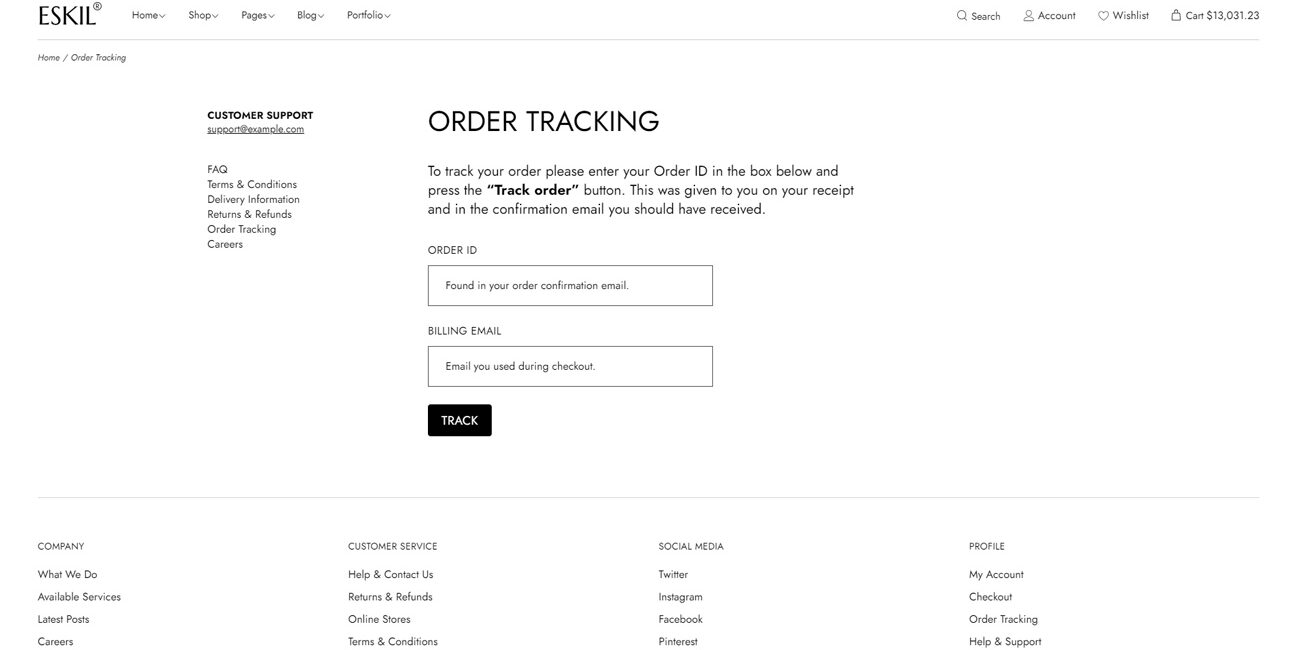 ESKIL®
Home Shop Pages Blog Portfolio
Search Account Wishlist Cart $13,031.23
Home / Order Tracking
CUSTOMER SUPPORT
support@example.com
FAQ
Terms & Conditions
Delivery Information
Returns & Refunds
Order Tracking
Careers
ORDER TRACKING
To track your order please enter your Order ID in the box below and
press the “Track order” button. This was given to you on your receipt
and in the confirmation email you should have received.
ORDER ID
Found in your order confirmation email.
BILLING EMAIL
Email you used during checkout.
TRACK
COMPANY
What We Do
Available Services
Latest Posts
Careers
CUSTOMER SERVICE
Help & Contact Us
Returns & Refunds
Online Stores
Terms & Conditions
SOCIAL MEDIA
Twitter
Instagram
Facebook
Pinterest
PROFILE
My Account
Checkout
Order Tracking
Help & Support